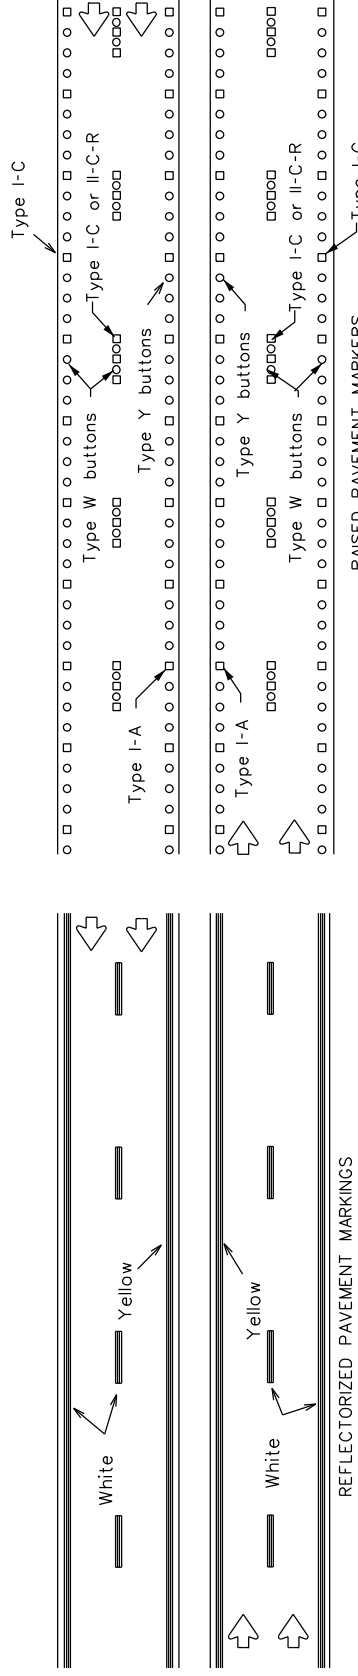 Type I-C
Type I-C or II-C-R
Type W buttons
Type Y buttons
Type I-A
Type I-C or II-C-R
Type Y buttons
Type W buttons
Type I-A
RAISED PAVEMENT MARKERS
Yellow
White
Yellow
White
REFLECTORIZED PAVEMENT MARKINGS